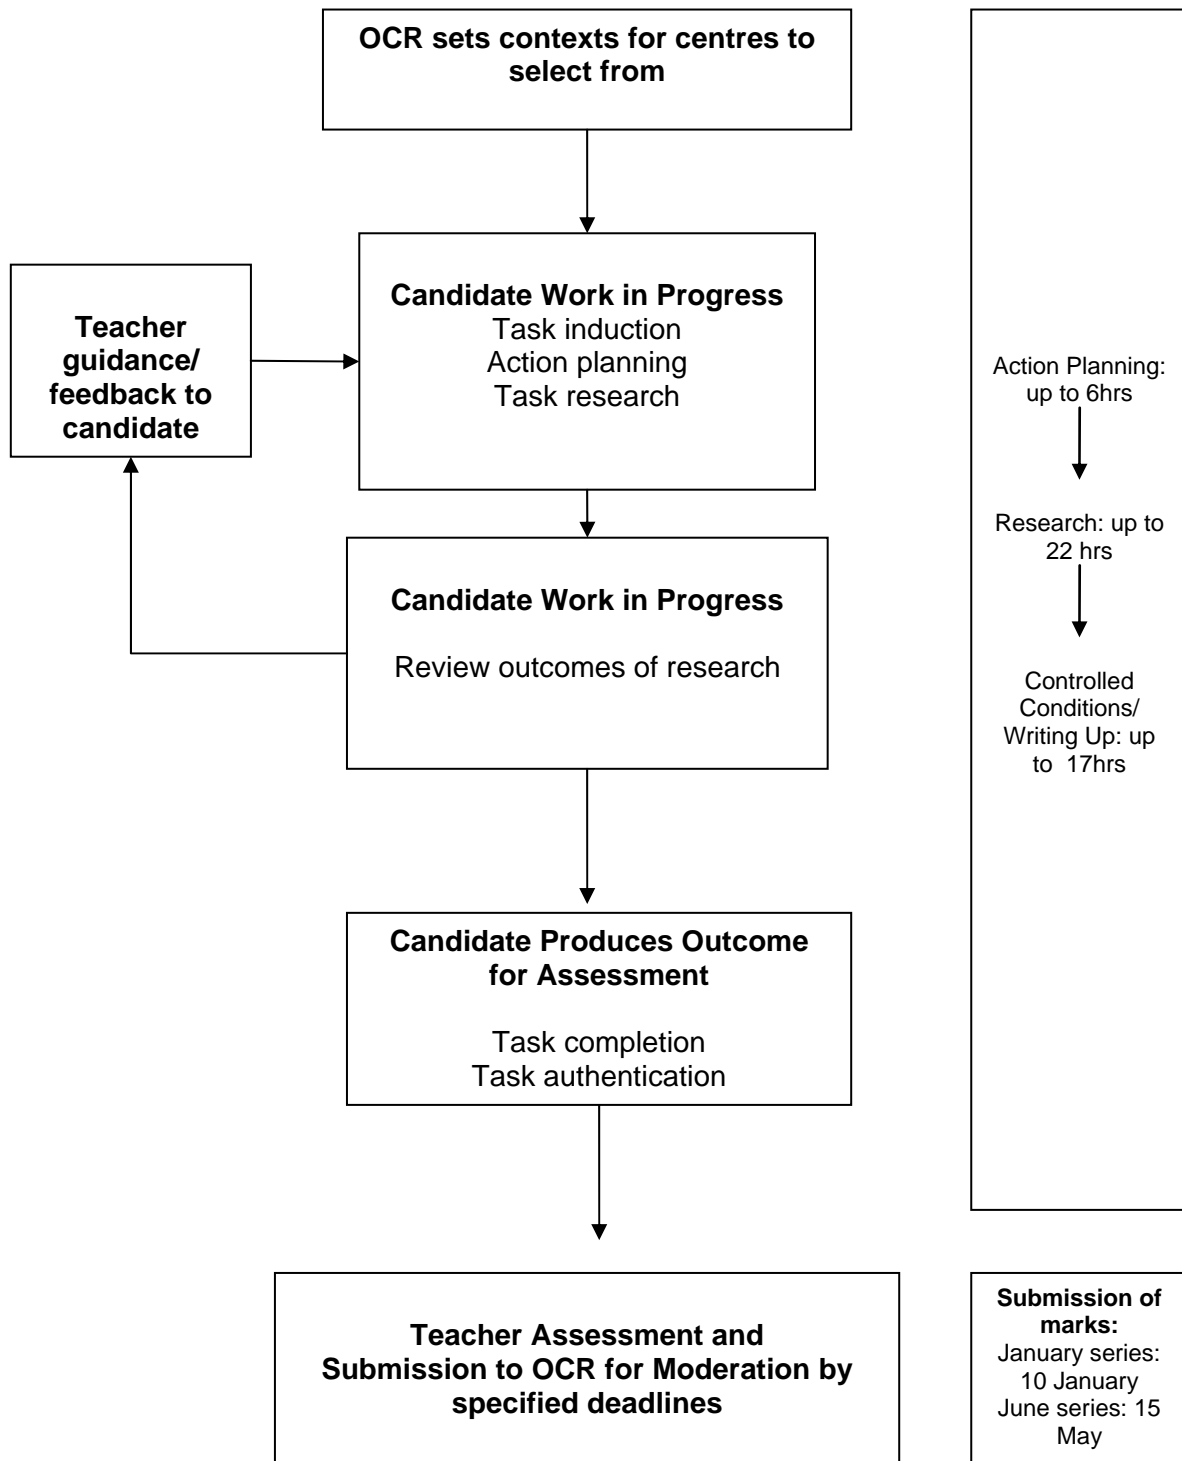 OCR sets contexts for centres to
select from
Candidate Work in Progress
Task induction
Action planning
Task research
Teacher
guidance/
feedback to
candidate
Candidate Work in Progress
Review outcomes of research
Candidate Produces Outcome
for Assessment
Task completion
Task authentication
Teacher Assessment and
Submission to OCR for Moderation by
specified deadlines
Action Planning:
up to 6hrs
Research: up to
22 hrs
Controlled
Conditions/
Writing Up: up
to 17hrs
Submission of
marks:
January series:
10 January
June series: 15
May